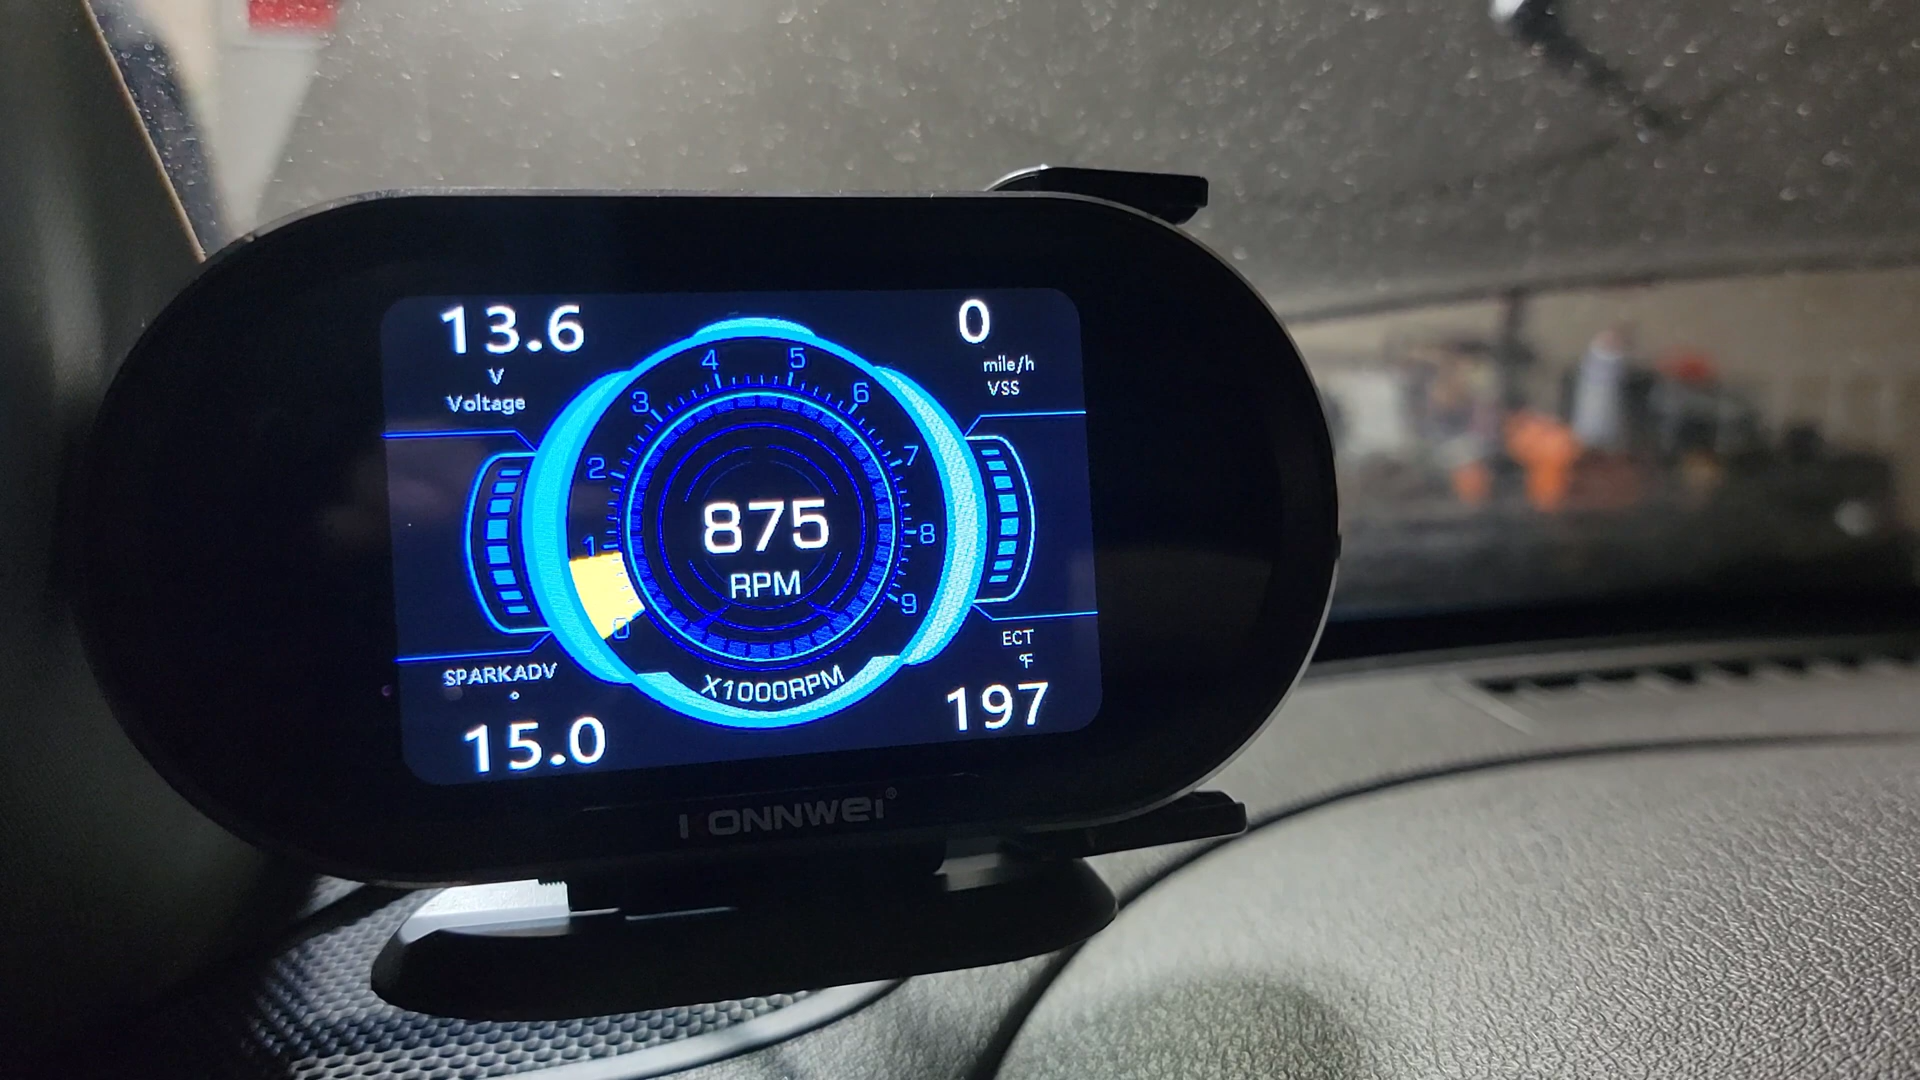 13.6
V
Voltage
0
mile/h
VSS
0
1
2
3
4
5
6
7
8
9
875
RPM
X1000RPM
SPARKADV
°
15.0
ECT
°F
197
KONNWEI®